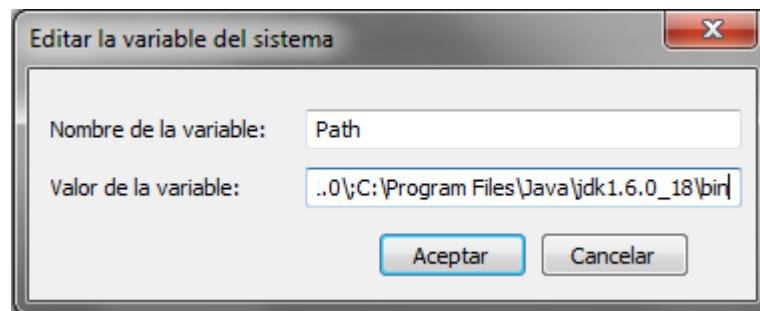 Editar la variable del sistema
Nombre de la variable: Path
Valor de la variable: ..0\;C:\Program Files\Java\jdk1.6.0_18\bin
Aceptar Cancelar